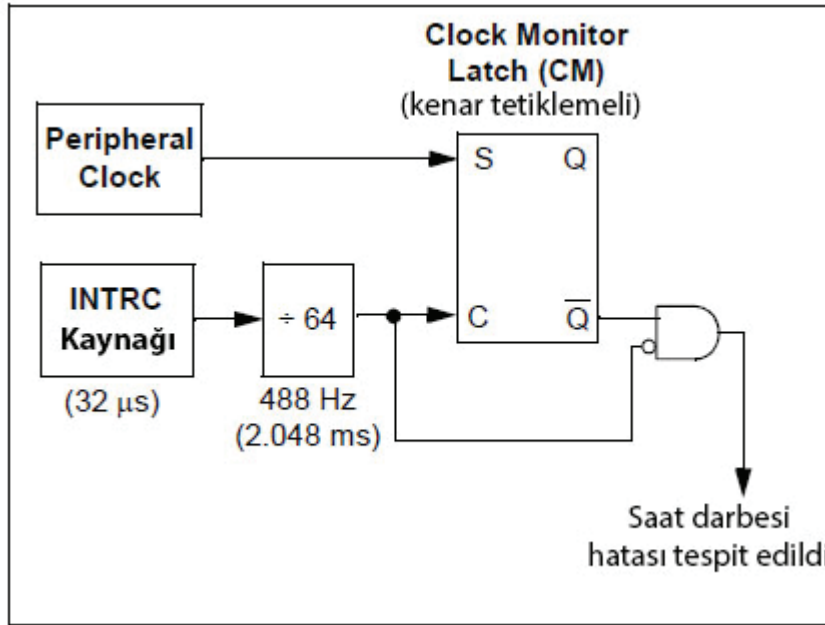 Clock Monitor
Latch (CM)
(kenar tetiklemeli)
Peripheral
Clock
S Q
INTRC
Kaynağı
÷ 64
C Q
(32 µs)
488 Hz
(2.048 ms)
Saat darbesi
hatası tespit edildi